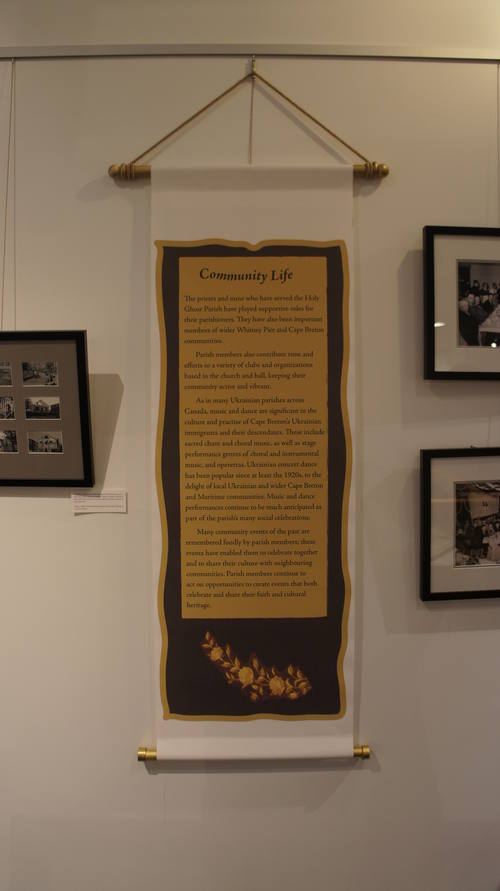 Community Life
The priests and nuns who have served the Holy
Ghost Parish have played supportive roles for
their parishioners. They have also been important
members of wider Whitney Pier and Cape Breton
communities.
Parish members also contribute time and
efforts to a variety of clubs and organizations
based in the church and hall, keeping their
community active and vibrant.
As in many Ukrainian parishes across
Canada, music and dance are significant to the
culture and practise of Cape Breton's Ukrainian
immigrants and their descendants. These include
sacred chant and choral music, as well as stage
performance genres of choral and instrumental
music, and operettas. Ukrainian concert dance
has been popular since at least the 1920s, to the
delight of local Ukrainian and wider Cape Breton
and Maritime communities. Music and dance
performances continue to be much anticipated as
part of the parish's many social celebrations.
Many community events of the past are
remembered fondly by parish members; these
events have enabled them to celebrate together
and to share their culture with neighbouring
communities. Parish members continue to
act on opportunities to create events that both
celebrate and share their faith and cultural
heritage.